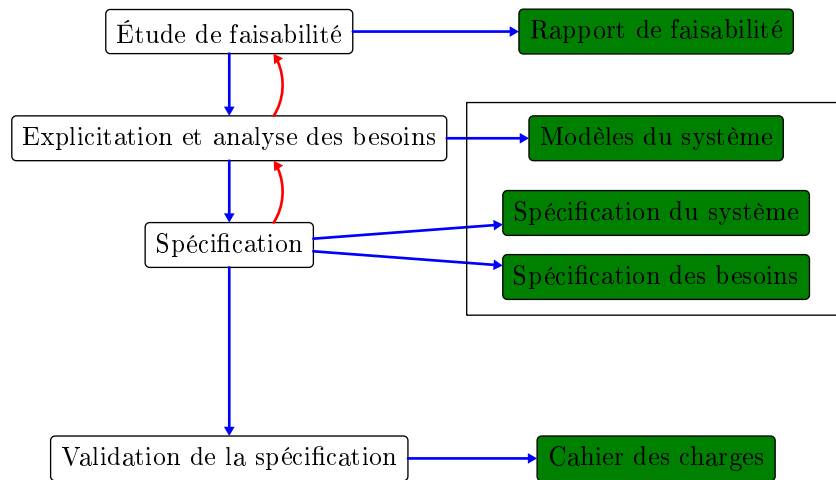 Étude de faisabilité
Rapport de faisabilité
Explicitation et analyse des besoins
Modèles du système
Spécification du système
Spécification
Spécification des besoins
Validation de la spécification
Cahier des charges